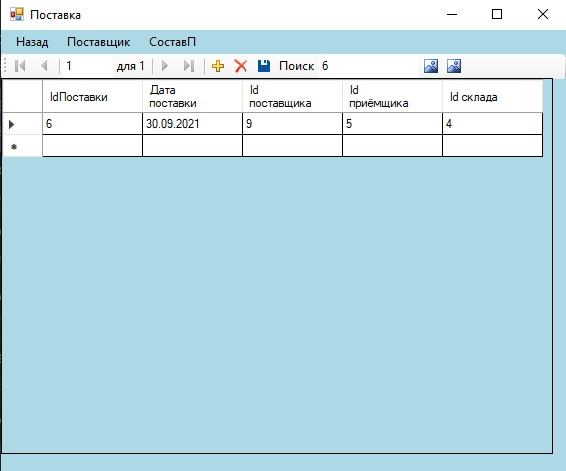 Поставка
Назад Поставщик СоставП
1 для 1 Поиск 6
IdПоставки Дата поставки Id поставщика Id приёмщика Id склада
6 30.09.2021 9 5 4